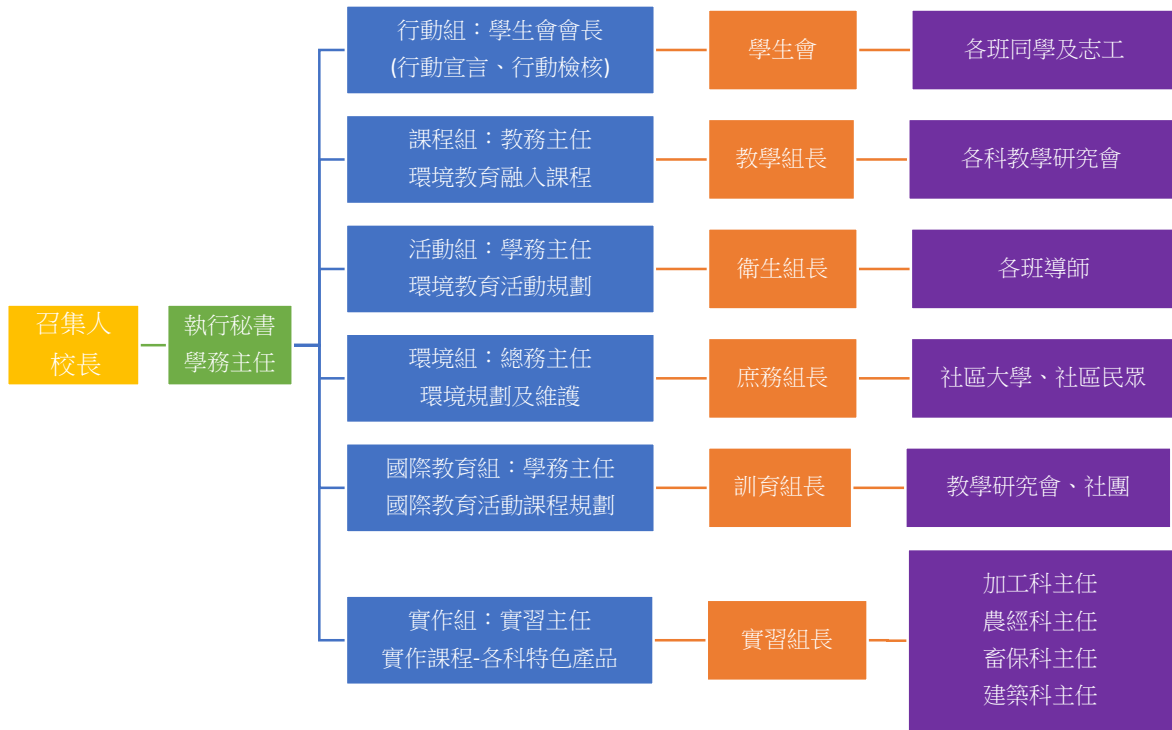 召集人
校長
執行秘書
學務主任
行動組：學生會會長
(行動宣言、行動檢核)
學生會
各班同學及志工
課程組：教務主任
環境教育融入課程
教學組長
各科教學研究會
活動組：學務主任
環境教育活動規劃
衛生組長
各班導師
環境組：總務主任
環境規劃及維護
庶務組長
社區大學、社區民眾
國際教育組：學務主任
國際教育活動課程規劃
訓育組長
教學研究會、社團
實作組：實習主任
實作課程-各科特色產品
實習組長
加工科主任
農經科主任
畜保科主任
建築科主任